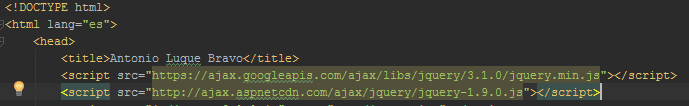 <!DOCTYPE html>
<html lang="es">
<head>
<title>Antonio Luque Bravo</title>
<script src="https://ajax.googleapis.com/ajax/libs/jquery/3.1.0/jquery.min.js"></script>
<script src="http://ajax.aspnetcdn.com/ajax/jquery/jquery-1.9.0.js"></script>